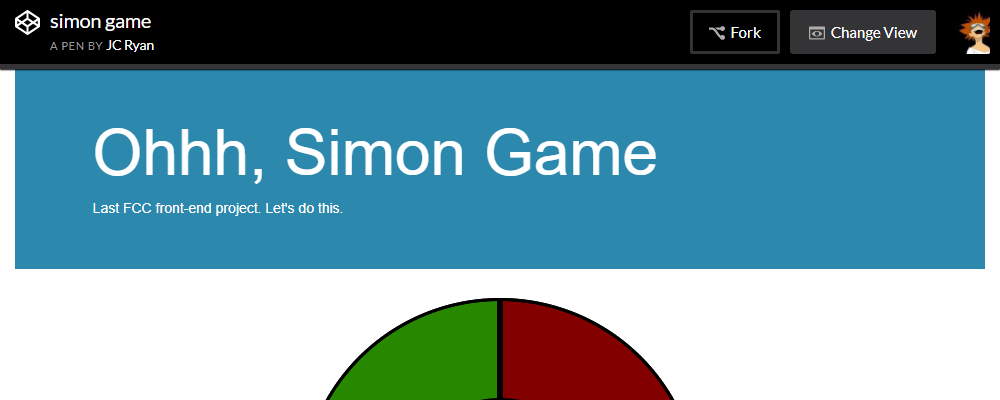 simon game
A PEN BY JC Ryan
Fork
Change View
Ohhh, Simon Game
Last FCC front-end project. Let's do this.